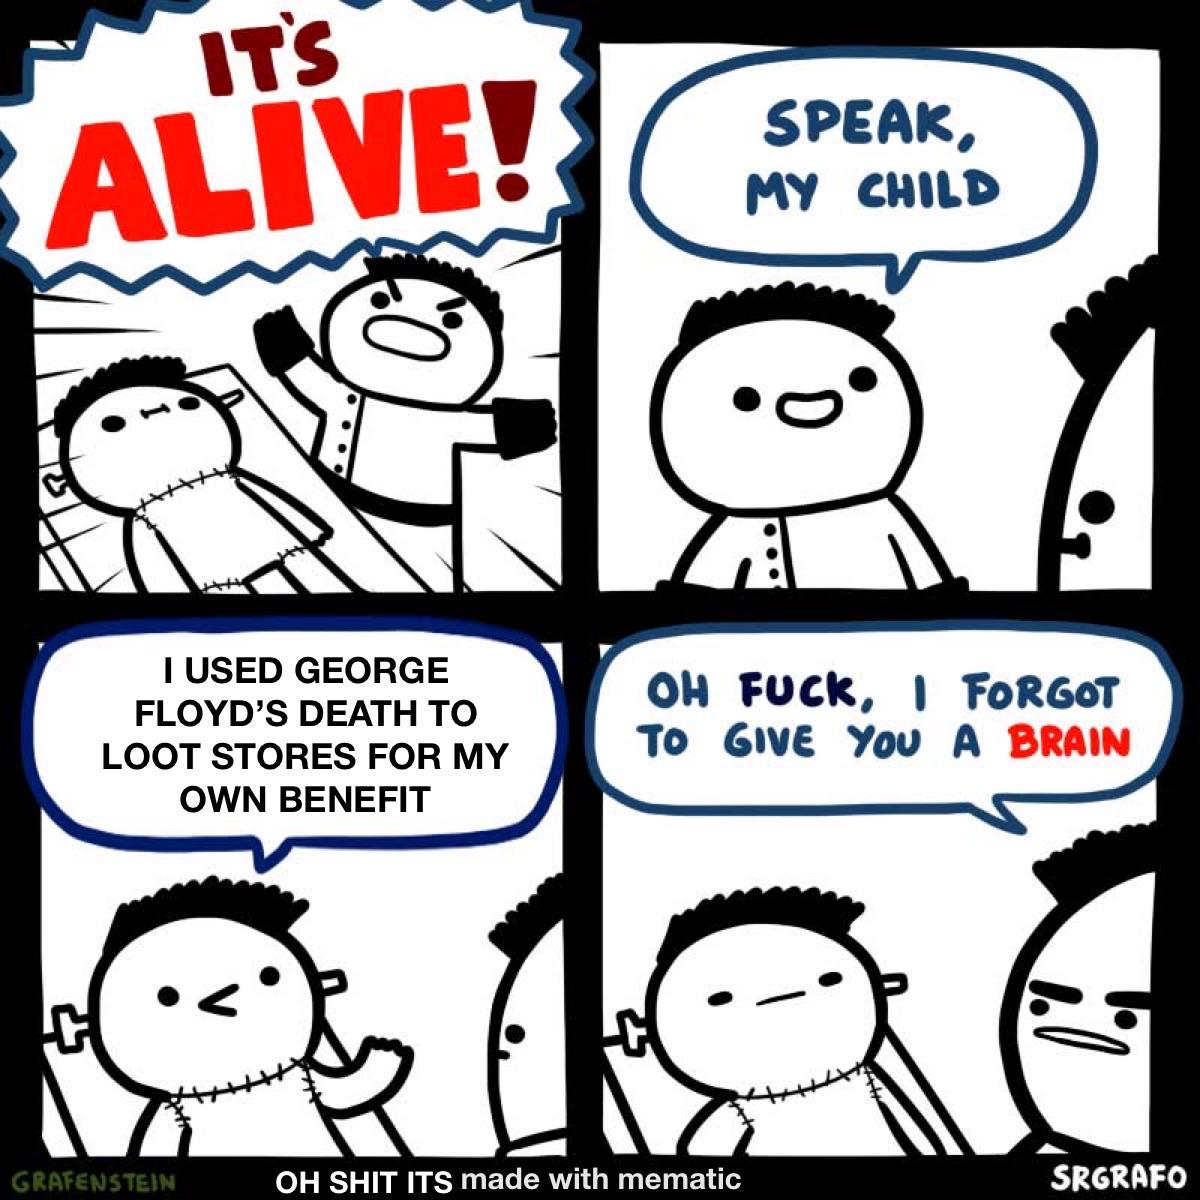 IT'S
ALIVE!
SPEAK,
MY CHILD
I USED GEORGE
FLOYD’S DEATH TO
LOOT STORES FOR MY
OWN BENEFIT
OH FUCK, I FORGOT
TO GIVE YOU A BRAIN
GRAFENSTEIN
OH SHIT ITS made with mematic
SRGRAFO